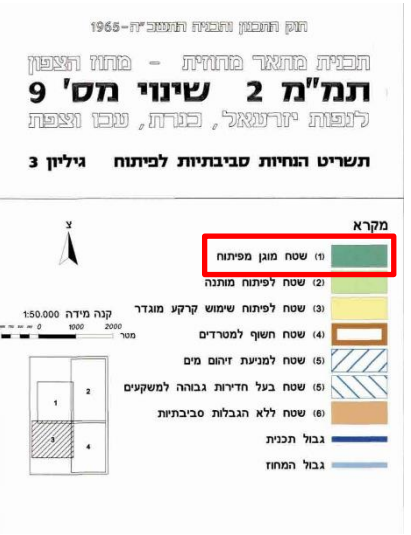 חוק התכנון והבניה התשכ"ה-1965
תכנית מתאר מחוזית - מחוז הצפון
תמ"מ 2 שינוי מס' 9
לנפות יזרעאל, כנרת, עכו וצפת
תשריט הנחיות סביבתיות לפיתוח גיליון 3
מקרא
(1) שטח מוגן מפיתוח
(2) שטח לפיתוח מותנה
(3) שטח לפיתוח שימוש קרקע מוגדר
(4) שטח חשוף למטרדים
(5) שטח למניעת זיהום מים
(5) שטח בעל חדירות גבוהה למשקעים
(6) שטח ללא הגבלות סביבתיות
גבול תכנית
גבול המחוז
צ
קנה מידה 1:50.000
0 1000 2000
מטר
1
2
3
4